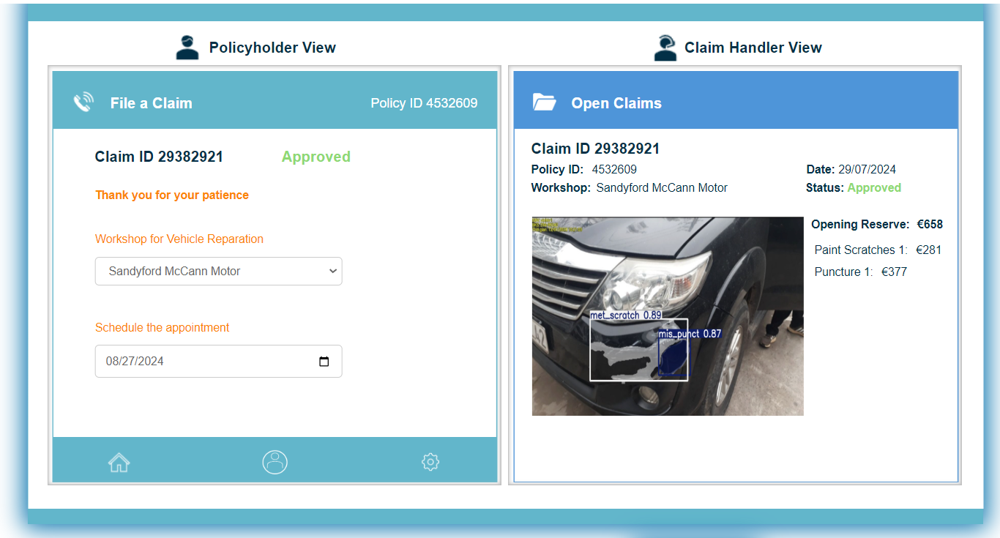 Policyholder View
Claim Handler View
File a Claim
Policy ID 4532609
Claim ID 29382921
Approved
Thank you for your patience
Workshop for Vehicle Reparation
Sandyford McCann Motor
Schedule the appointment
08/27/2024
Open Claims
Claim ID 29382921
Policy ID: 4532609
Date: 29/07/2024
Workshop: Sandyford McCann Motor
Status: Approved
met_scratch 0.89
mis_punct 0.87
Opening Reserve: €658
Paint Scratches 1: €281
Puncture 1: €377